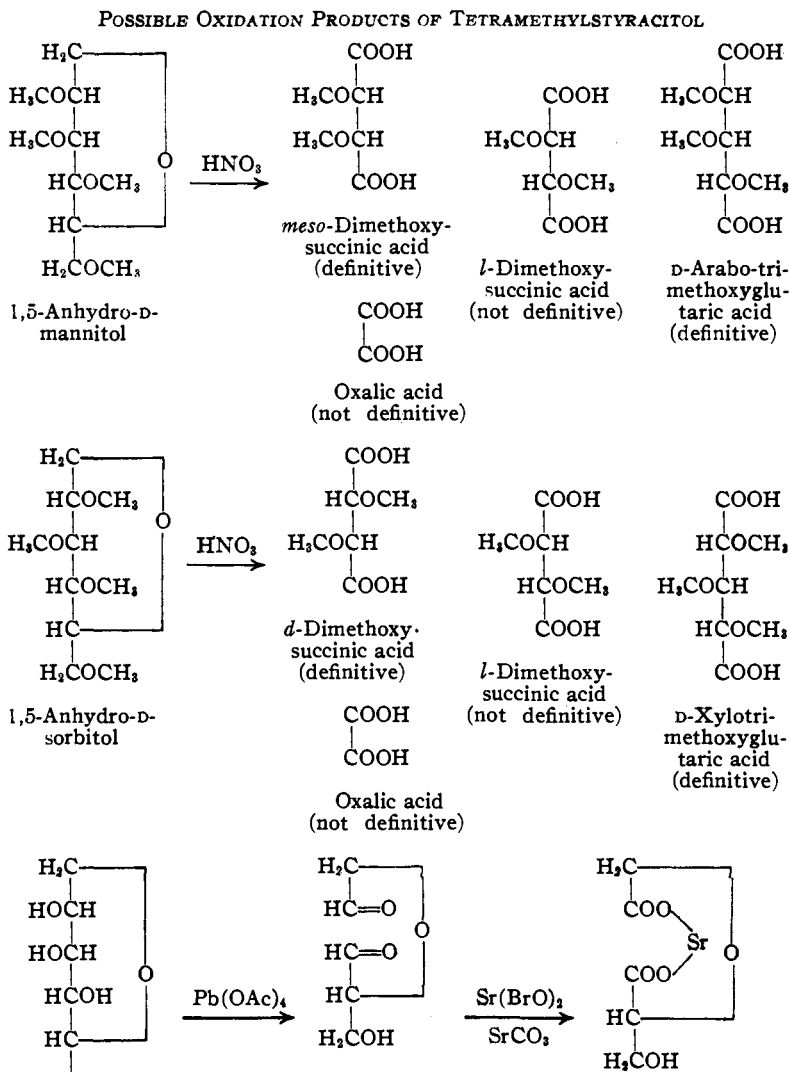 POSSIBLE OXIDATION PRODUCTS OF TETRAMETHYLSTYRACITOL
H₂C
H₃COCH
H₃COCH
O
HCOCH₃
HC
H₂COCH₃
1,5-Anhydro-D-
mannitol
HNO₃
COOH
H₃COCH
H₃COCH
COOH
meso-Dimethoxy-
succinic acid
(definitive)
COOH
COOH
Oxalic acid
(not definitive)
COOH
H₃COCH
HCOCH₃
COOH
l-Dimethoxy-
succinic acid
(not definitive)
COOH
H₃COCH
H₃COCH
HCOCH₃
COOH
D-Arabo-tri-
methoxyglu-
taric acid
(definitive)
H₂C
HCOCH₃
O
H₃COCH
HCOCH₃
HC
H₂COCH₃
1,5-Anhydro-D-
sorbitol
HNO₃
COOH
HCOCH₃
H₃COCH
COOH
d-Dimethoxy-
succinic acid
(definitive)
COOH
COOH
Oxalic acid
(not definitive)
COOH
H₃COCH
HCOCH₃
COOH
l-Dimethoxy-
succinic acid
(not definitive)
COOH
HCOCH₃
H₃COCH
HCOCH₃
COOH
D-Xylotri-
methoxyglu-
taric acid
(definitive)
H₂C
HOCH
HOCH
O
HCOH
HC
Pb(OAc)₄
H₂C
HC=O
O
HC=O
HC
H₂COH
Sr(BrO)₂
SrCO₃
H₂C
COO
Sr O
COO
HC
H₂COH